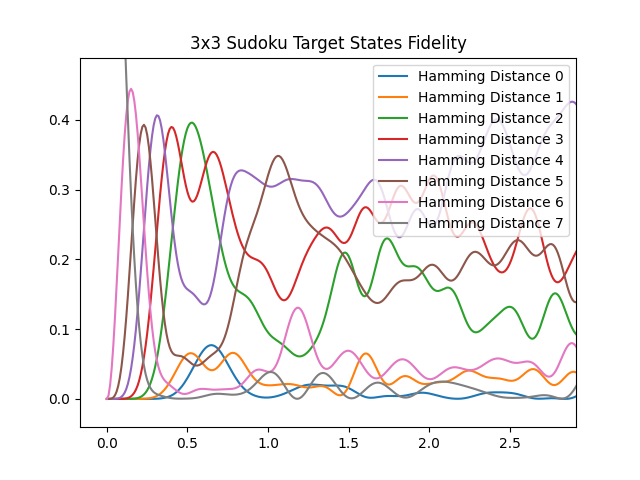 3x3 Sudoku Target States Fidelity
Hamming Distance 0
Hamming Distance 1
Hamming Distance 2
Hamming Distance 3
Hamming Distance 4
Hamming Distance 5
Hamming Distance 6
Hamming Distance 7
0.4
0.3
0.2
0.1
0.0
0.0 0.5 1.0 1.5 2.0 2.5